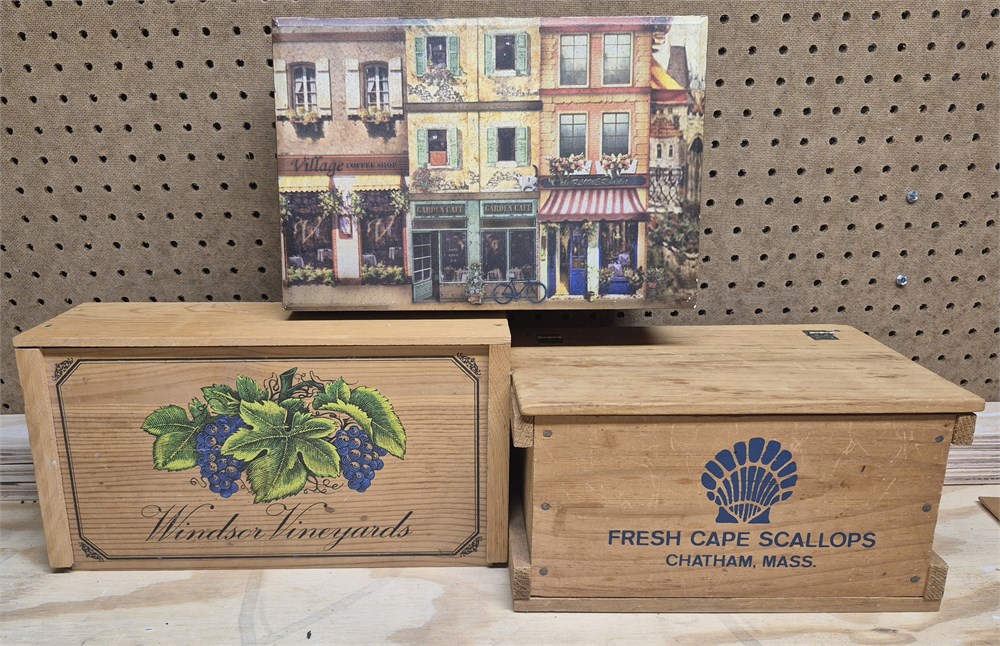 Village COFFEE SHOP
GARDEN CAFE GARDEN CAFE
Windsor Vineyards
FRESH CAPE SCALLOPS
CHATHAM, MASS.